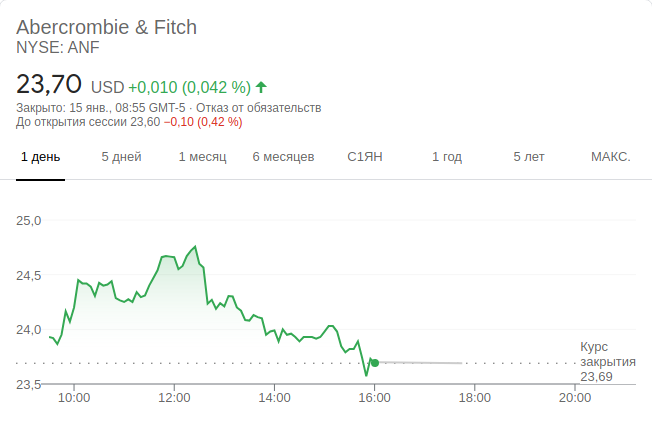 Abercrombie & Fitch
NYSE: ANF
23,70 USD +0,010 (0,042 %)
Закрыто: 15 янв., 08:55 GMT-5 · Отказ от обязательств
До открытия сессии 23,60 −0,10 (0,42 %)
1 день 5 дней 1 месяц 6 месяцев С1ЯН 1 год 5 лет МАКС.
25,0
24,5
24,0
Курс
закрытия
23,69
23,5
10:00 12:00 14:00 16:00 18:00 20:00